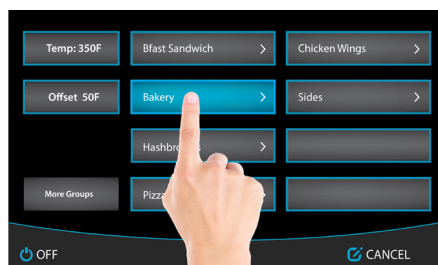 Temp: 350F
Bfast Sandwich
Chicken Wings
Offset 50F
Bakery
Sides
More Groups
OFF
CANCEL